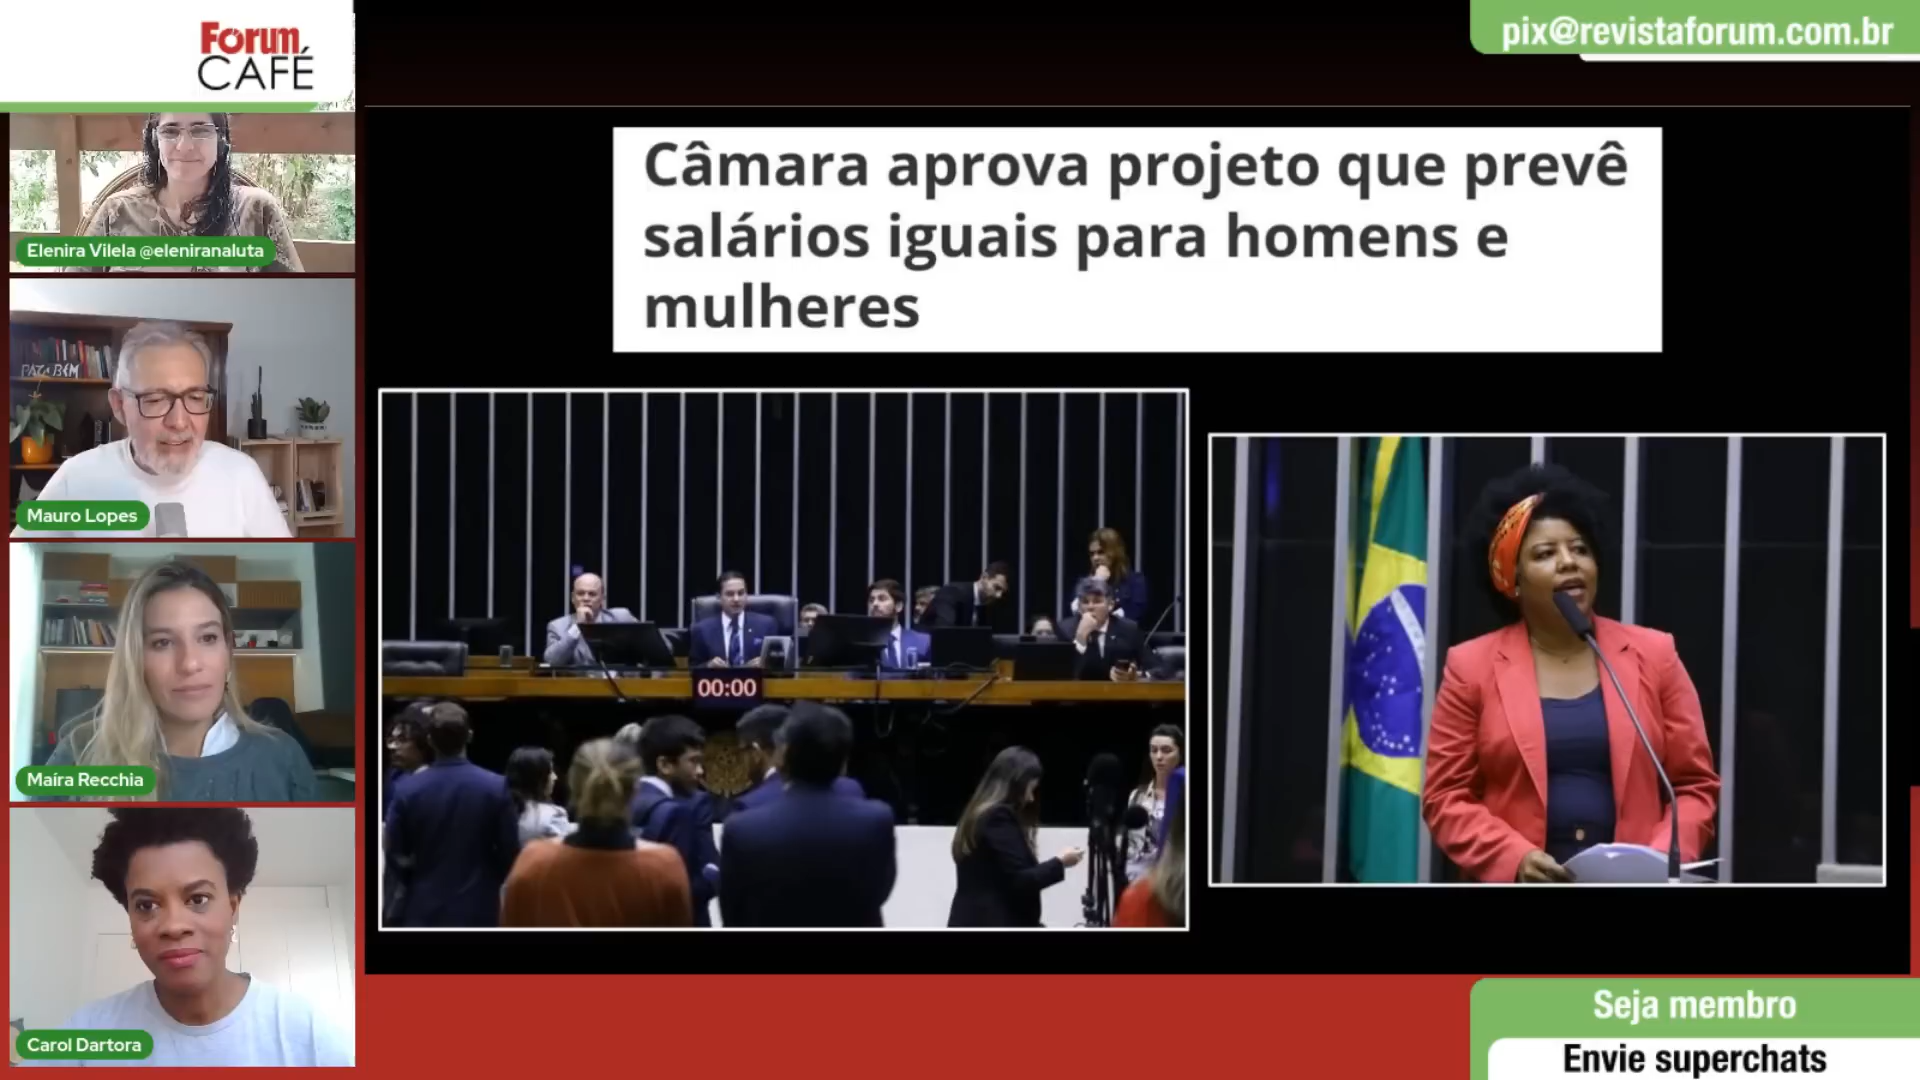 Forum
CAFÉ
pix@revistaforum.com.br
Câmara aprova projeto que prevê
salários iguais para homens e
mulheres
Elenira Vilela @eleniranaluta
Mauro Lopes
Maíra Recchia
Carol Dartora
00:00
Seja membro
Envie superchats